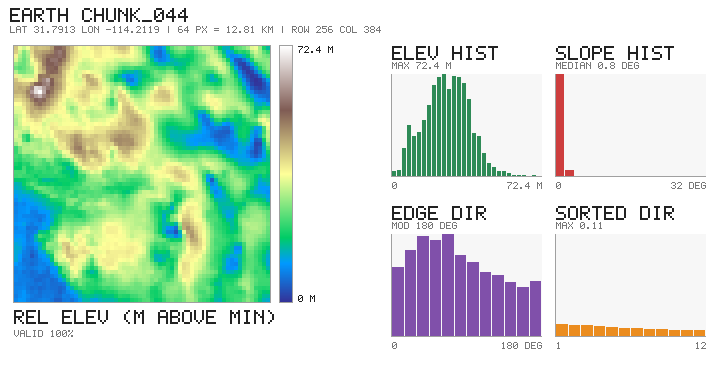 EARTH CHUNK_044
LAT 31.7913 LON -114.2119 | 64 PX = 12.81 KM | ROW 256 COL 384
72.4 M
0 M
REL ELEV (M ABOVE MIN)
VALID 100%
ELEV HIST
MAX 72.4 M
0 72.4 M
SLOPE HIST
MEDIAN 0.8 DEG
0 32 DEG
EDGE DIR
MOD 180 DEG
0 180 DEG
SORTED DIR
MAX 0.11
1 12